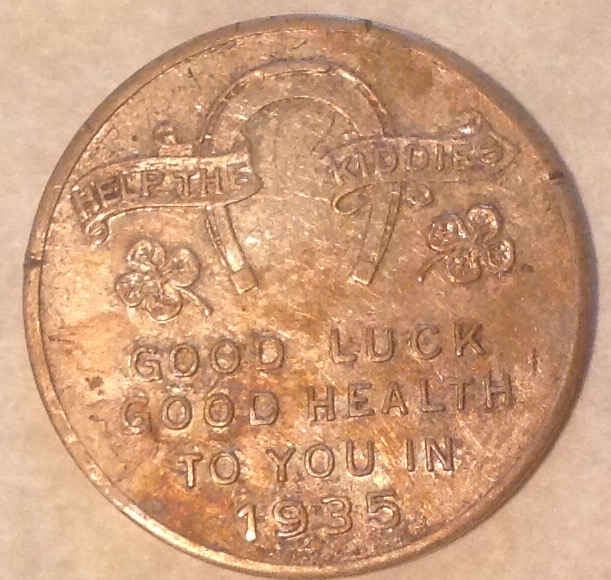 HELP THE KIDDIES
GOOD LUCK
GOOD HEALTH
TO YOU IN
1935